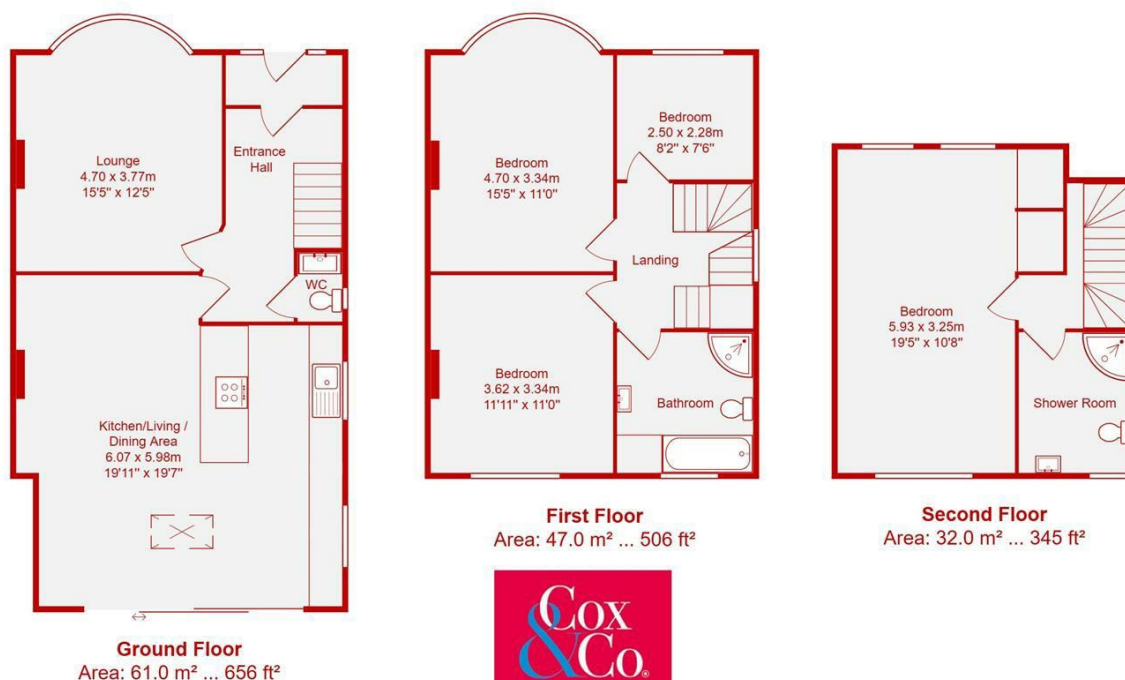 Lounge
4.70 x 3.77m
15'5'' x 12'5''
Entrance
Hall
WC
Kitchen/Living /
Dining Area
6.07 x 5.98m
19'11'' x 19'7''
Ground Floor
Area: 61.0 m² ... 656 ft²
Bedroom
4.70 x 3.34m
15'5'' x 11'0''
Bedroom
2.50 x 2.28m
8'2'' x 7'6''
Landing
Bedroom
3.62 x 3.34m
11'11'' x 11'0''
Bathroom
First Floor
Area: 47.0 m² ... 506 ft²
Bedroom
5.93 x 3.25m
19'5'' x 10'8''
Shower Room
Second Floor
Area: 32.0 m² ... 345 ft²
Cox
& Co.®